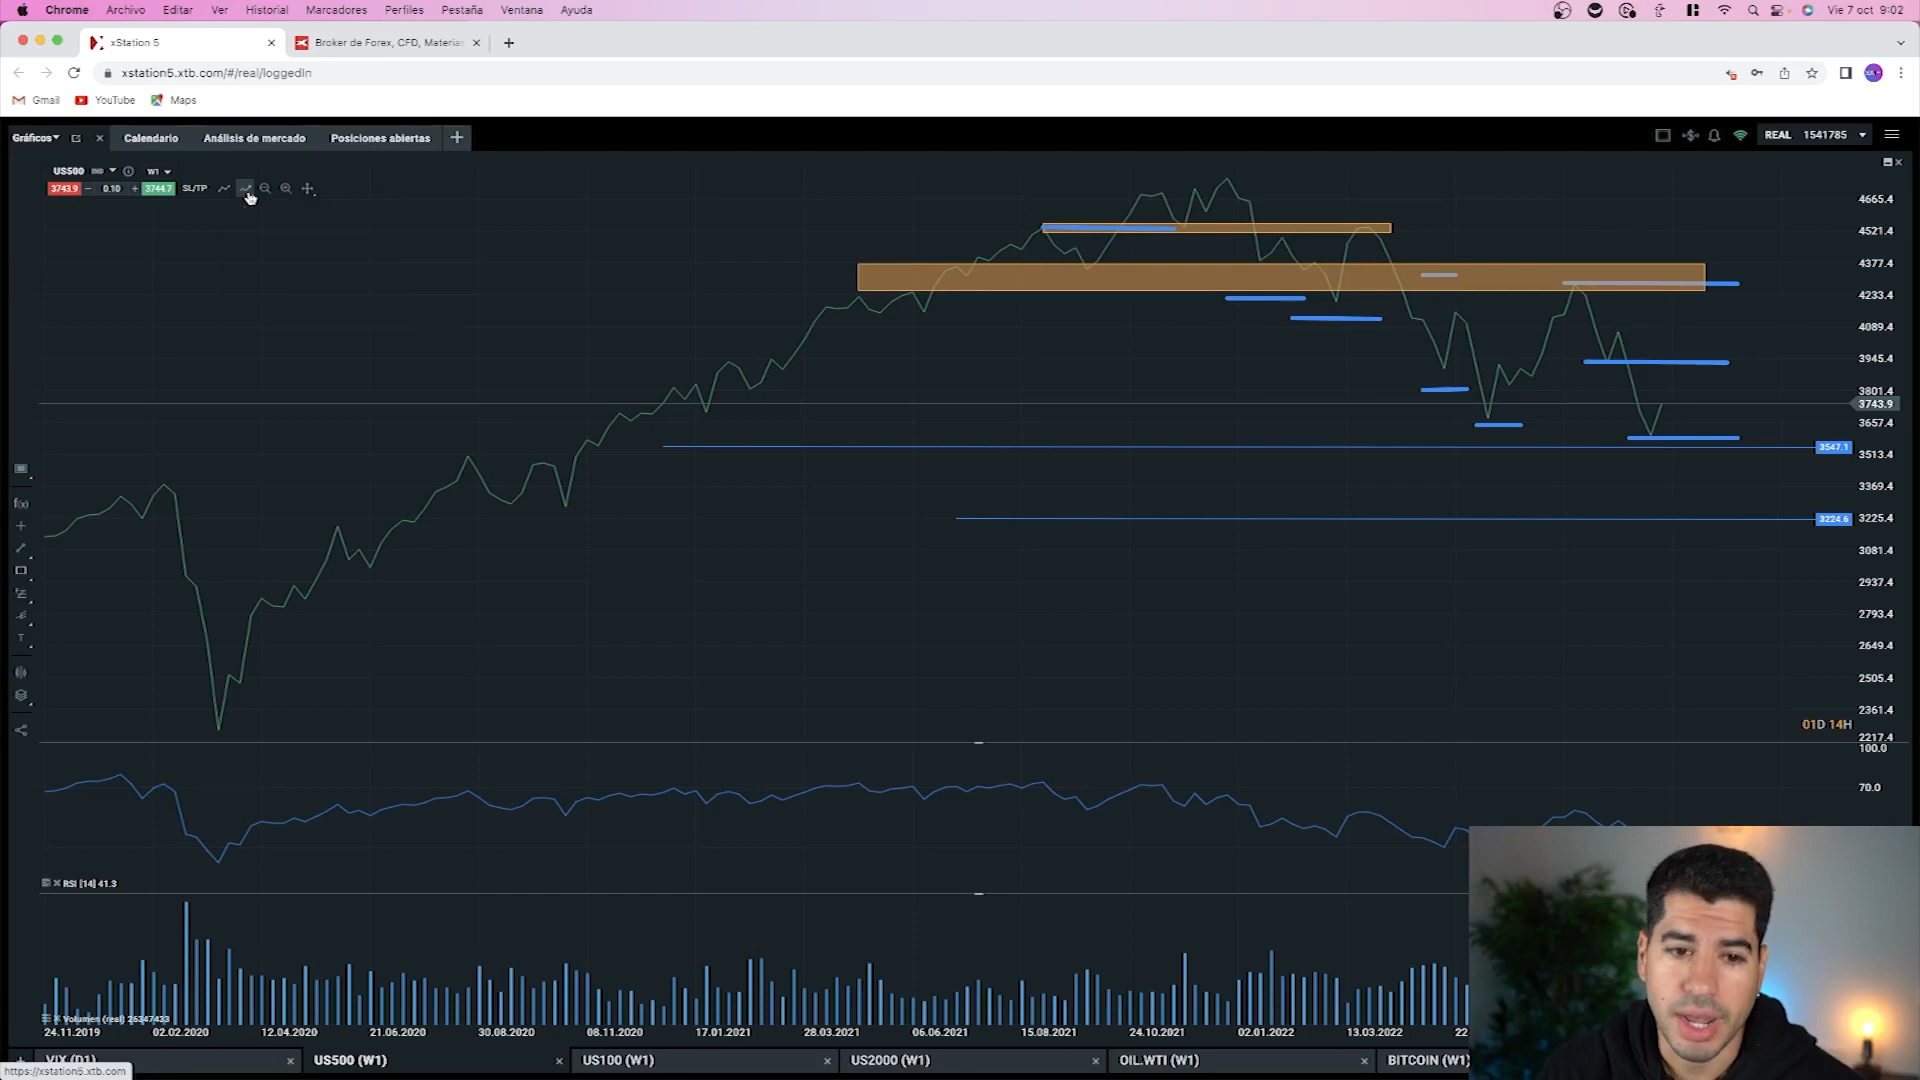 Chrome Archivo Editar Ver Historial Marcadores Perfiles Pestaña Ventana Ayuda Vie 7 oct 9:02
xStation 5 Broker de Forex, CFD, Materias
xstation5.xtb.com/#/real/loggedIn
Gmail YouTube Maps
Gráficos Calendario Análisis de mercado Posiciones abiertas + REAL 1541785
US500 W1
3743.9 0.10 + 3744.7 SL/TP
4665.4
4521.4
4377.4
4233.4
4089.4
3945.4
3801.4
3743.9
3657.4
3547.1
3513.4
3369.4
3224.6
3225.4
3081.4
2937.4
2793.4
2649.4
2505.4
2361.4
01D 14H
2217.4
100.0
70.0
f(x)
T
RSI [14] 41.3
Volumen (real) 26347433
24.11.2019 02.02.2020 12.04.2020 21.06.2020 30.08.2020 08.11.2020 17.01.2021 28.03.2021 06.06.2021 15.08.2021 24.10.2021 02.01.2022 13.03.2022 22
VIX (D1) US500 (W1) US100 (W1) US2000 (W1) OIL.WTI (W1) BITCOIN (W1)
https://xstation5.xtb.com